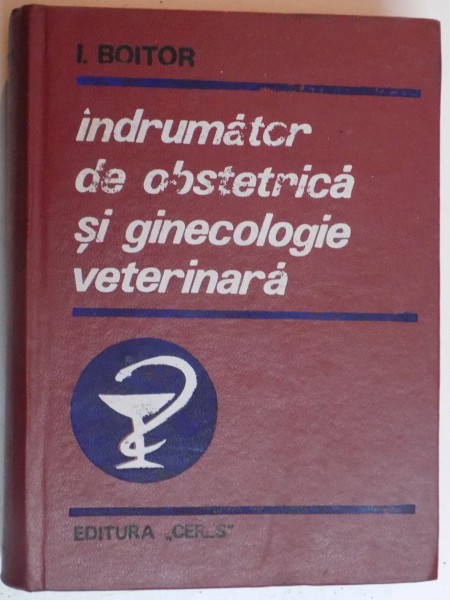 I. BOITOR
îndrumător
de obstetrică
și ginecologie
veterinară
EDITURA „CERES"